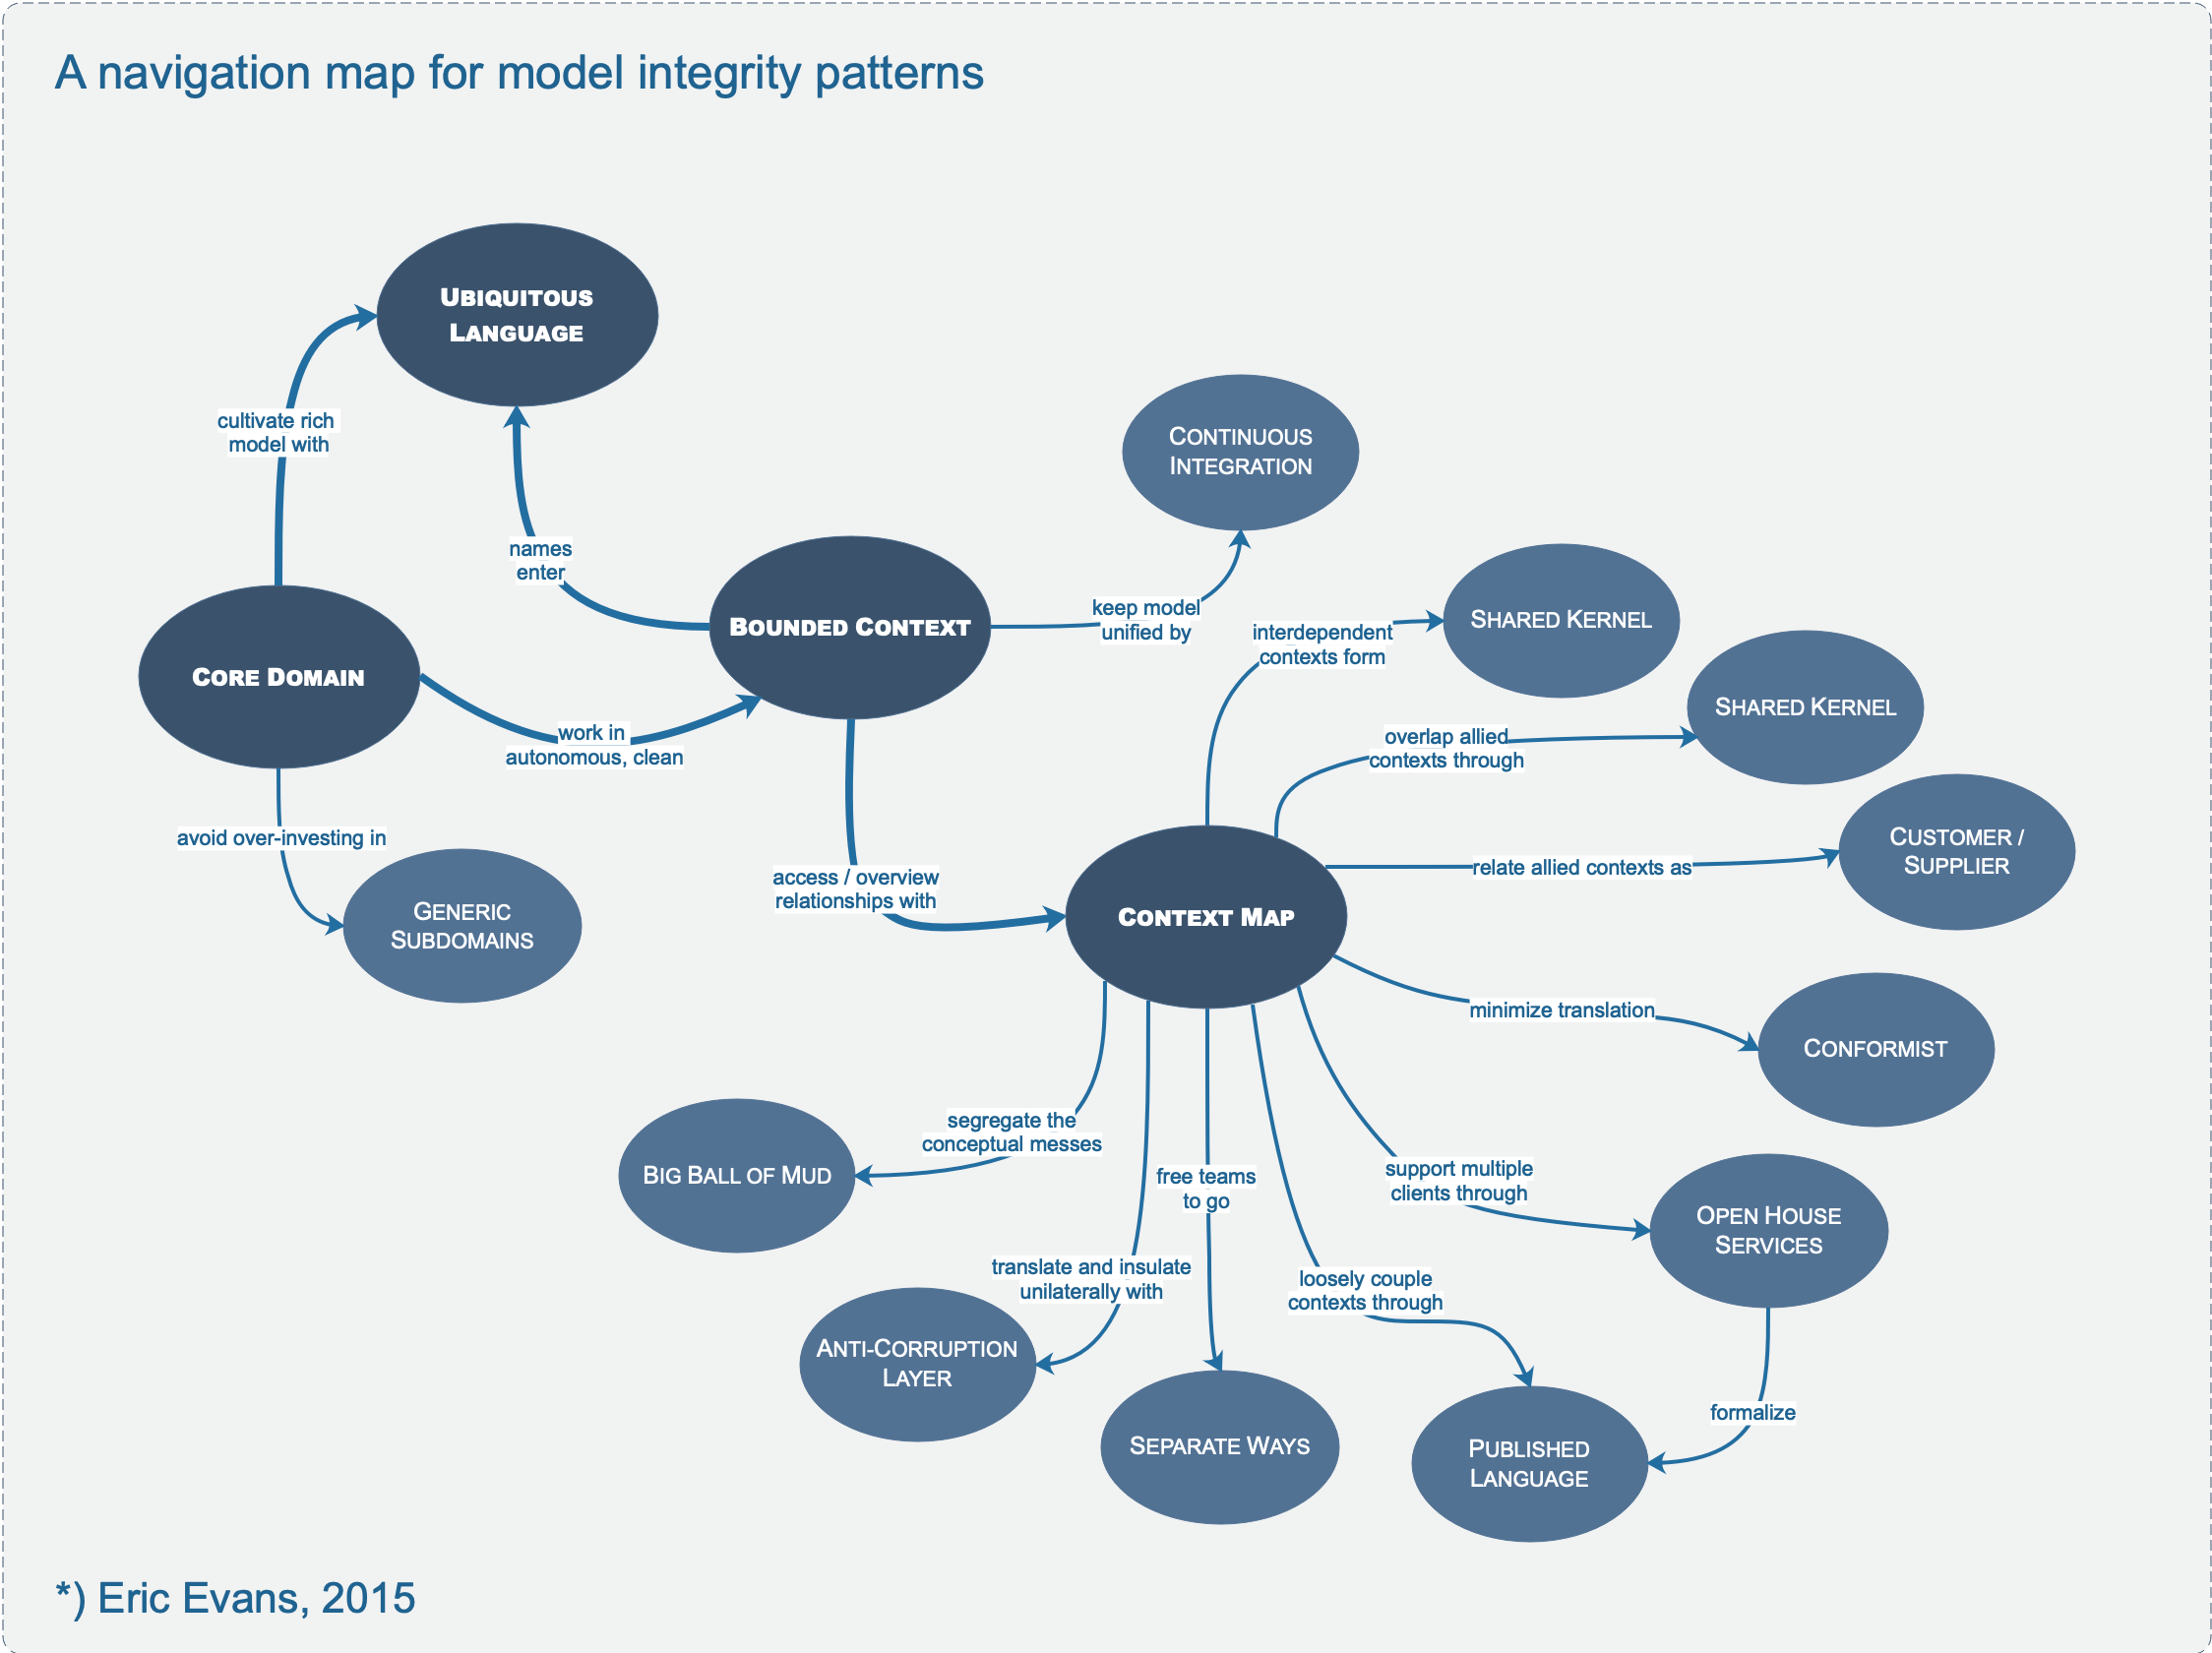 A navigation map for model integrity patterns
UBIQUITOUS
LANGUAGE
cultivate rich
model with
CONTINUOUS
INTEGRATION
names
enter
BOUNDED CONTEXT
keep model
unified by
interdependent
contexts form
SHARED KERNEL
CORE DOMAIN
SHARED KERNEL
work in
autonomous, clean
overlap allied
contexts through
avoid over-investing in
CUSTOMER /
SUPPLIER
relate allied contexts as
access / overview
relationships with
GENERIC
SUBDOMAINS
CONTEXT MAP
minimize translation
CONFORMIST
segregate the
conceptual messes
BIG BALL OF MUD
free teams
to go
support multiple
clients through
OPEN HOUSE
SERVICES
translate and insulate
unilaterally with
loosely couple
contexts through
ANTI-CORRUPTION
LAYER
formalize
SEPARATE WAYS
PUBLISHED
LANGUAGE
*) Eric Evans, 2015